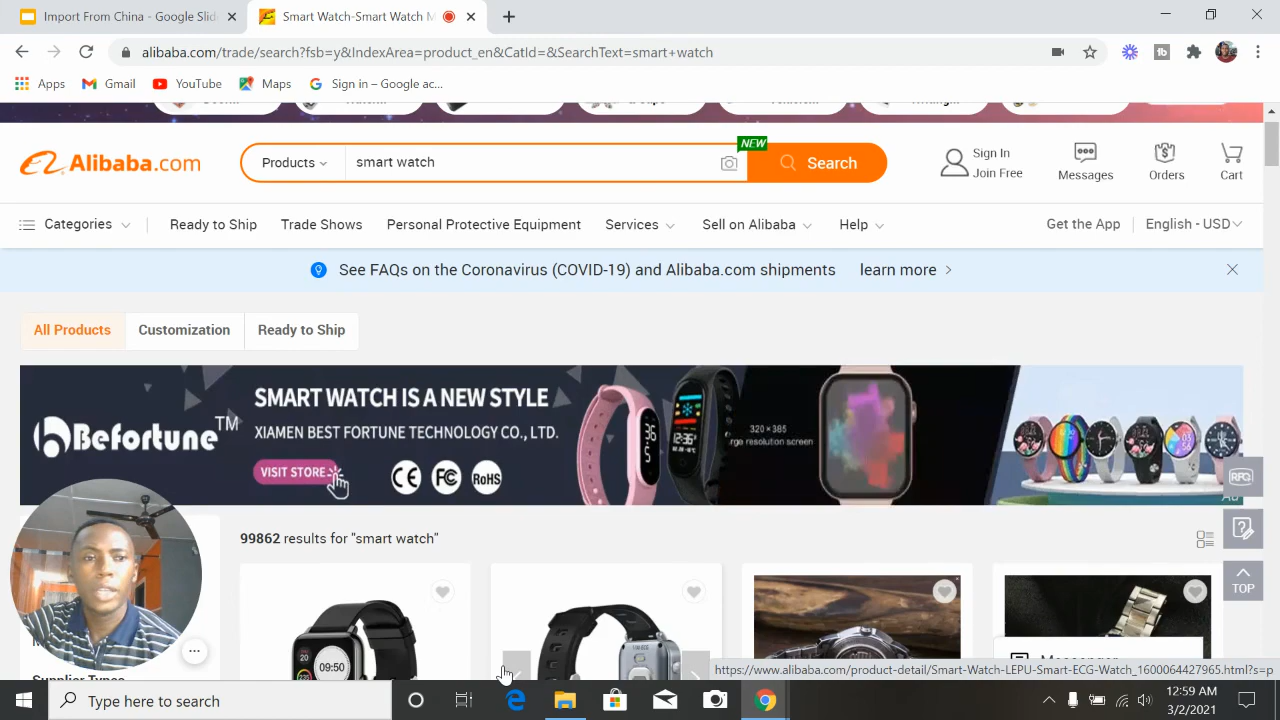 Import From China - Google Slid
Smart Watch-Smart Watch M
alibaba.com/trade/search?fsb=y&IndexArea=product_en&CatId=&SearchText=smart+watch
Apps Gmail YouTube Maps Sign in – Google ac...
Alibaba.com
Products
smart watch
NEW
Search
Sign In
Join Free
Messages
Orders
Cart
Categories Ready to Ship Trade Shows Personal Protective Equipment Services Sell on Alibaba Help Get the App English - USD
See FAQs on the Coronavirus (COVID-19) and Alibaba.com shipments learn more
All Products Customization Ready to Ship
Befortune™
SMART WATCH IS A NEW STYLE
XIAMEN BEST FORTUNE TECHNOLOGY CO., LTD.
VISIT STORE
CE FC RoHS
320×385
rge resolution screen
RFQ
99862 results for "smart watch"
TOP
09:50
Supplier Types
https://www.alibaba.com/product-detail/Smart-Watch-LEPU-Smart-ECG-Watch_1600064427965.html?s=p
Type here to search
12:59 AM
3/2/2021